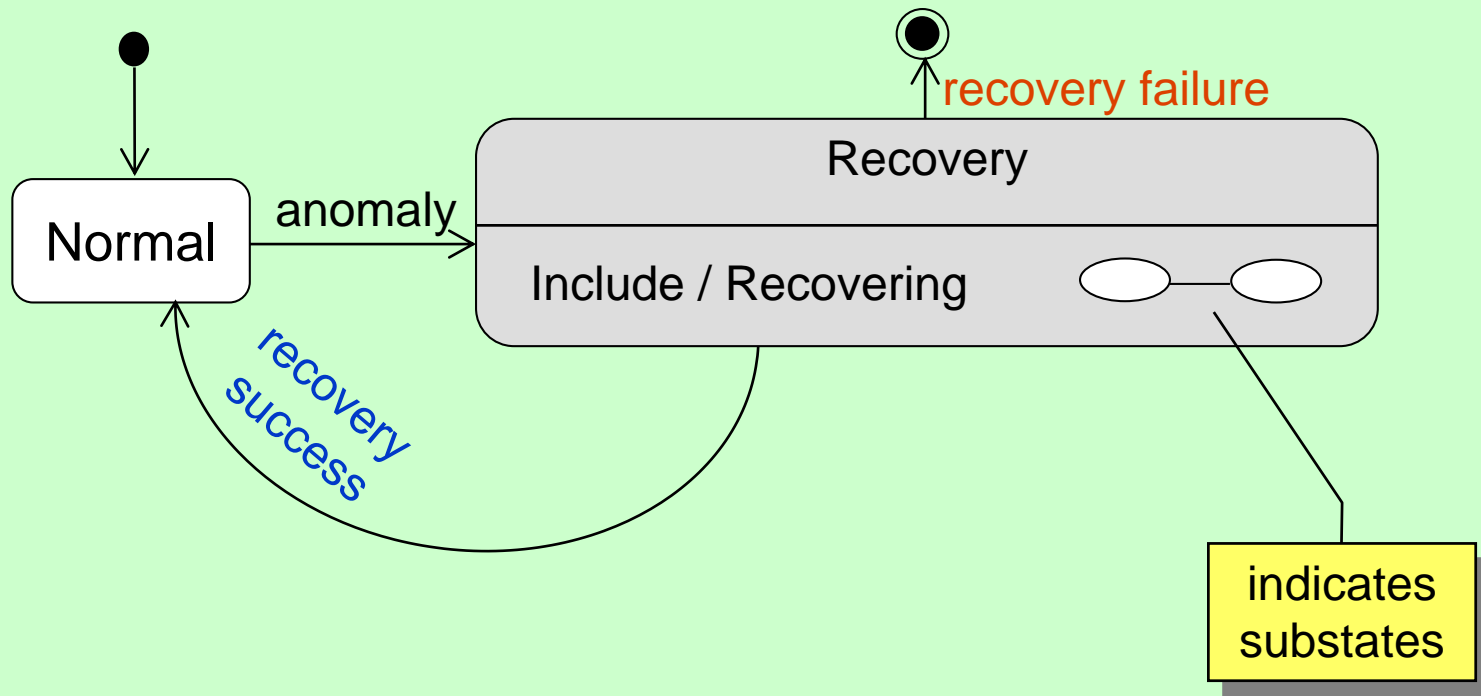 recovery failure
Recovery
anomaly
Normal
Include / Recovering
recovery
success
indicates
substates